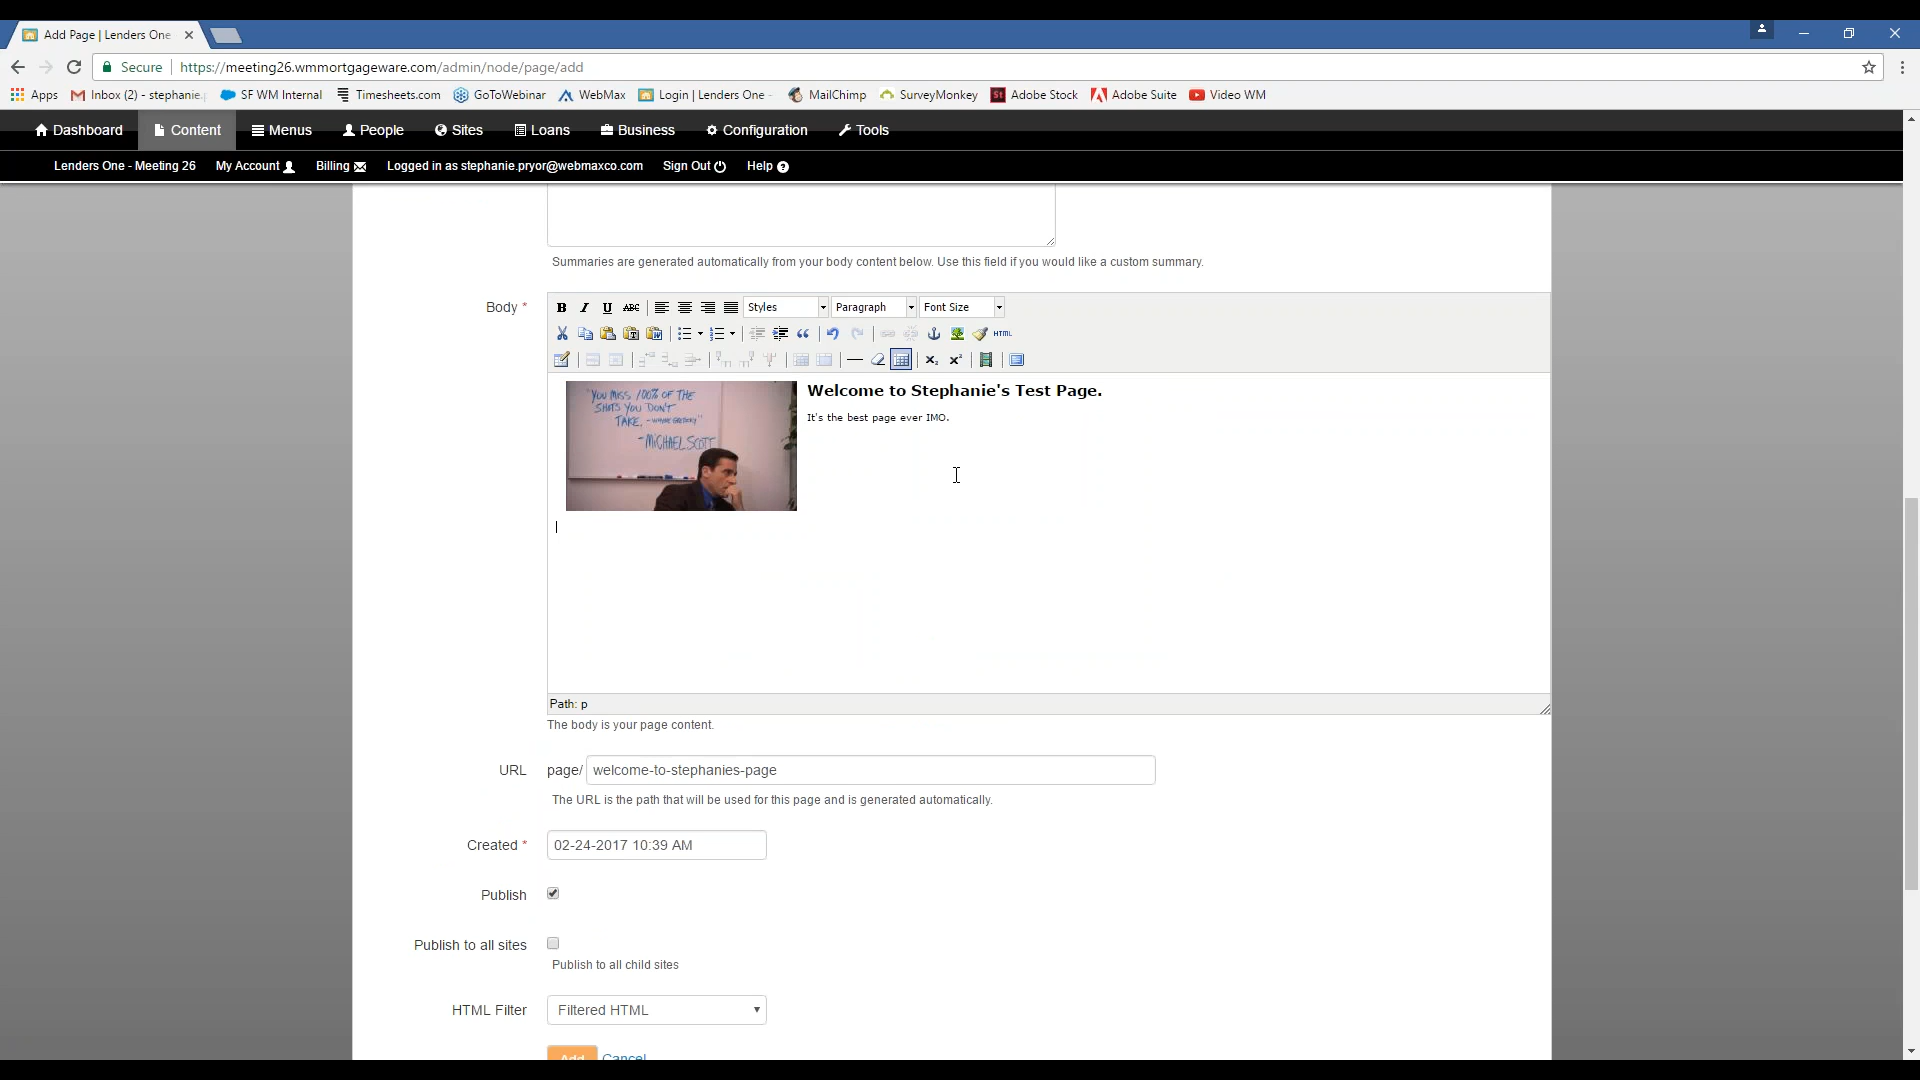 Add Page | Lenders One
Secure https://meeting26.wmmortgageware.com/admin/node/page/add
Apps Inbox (2) - stephanie. SF WM Internal Timesheets.com GoToWebinar WebMax Login | Lenders One - MailChimp SurveyMonkey Adobe Stock Adobe Suite Video WM
Dashboard Content Menus People Sites Loans Business Configuration Tools
Lenders One - Meeting 26 My Account Billing Logged in as stephanie.pryor@webmaxco.com Sign Out Help ?
Summaries are generated automatically from your body content below. Use this field if you would like a custom summary.
Body * B I U ABC Styles Paragraph Font Size
HTML
"YOU MISS 100% OF THE
SHOTS YOU DON'T
TAKE. - WAYNE GRETZKY"
- MICHAEL SCOTT
Welcome to Stephanie's Test Page.
It's the best page ever IMO.
Path: p
The body is your page content.
URL page/ welcome-to-stephanies-page
The URL is the path that will be used for this page and is generated automatically.
Created * 02-24-2017 10:39 AM
Publish
Publish to all sites
Publish to all child sites
HTML Filter Filtered HTML
Add Cancel